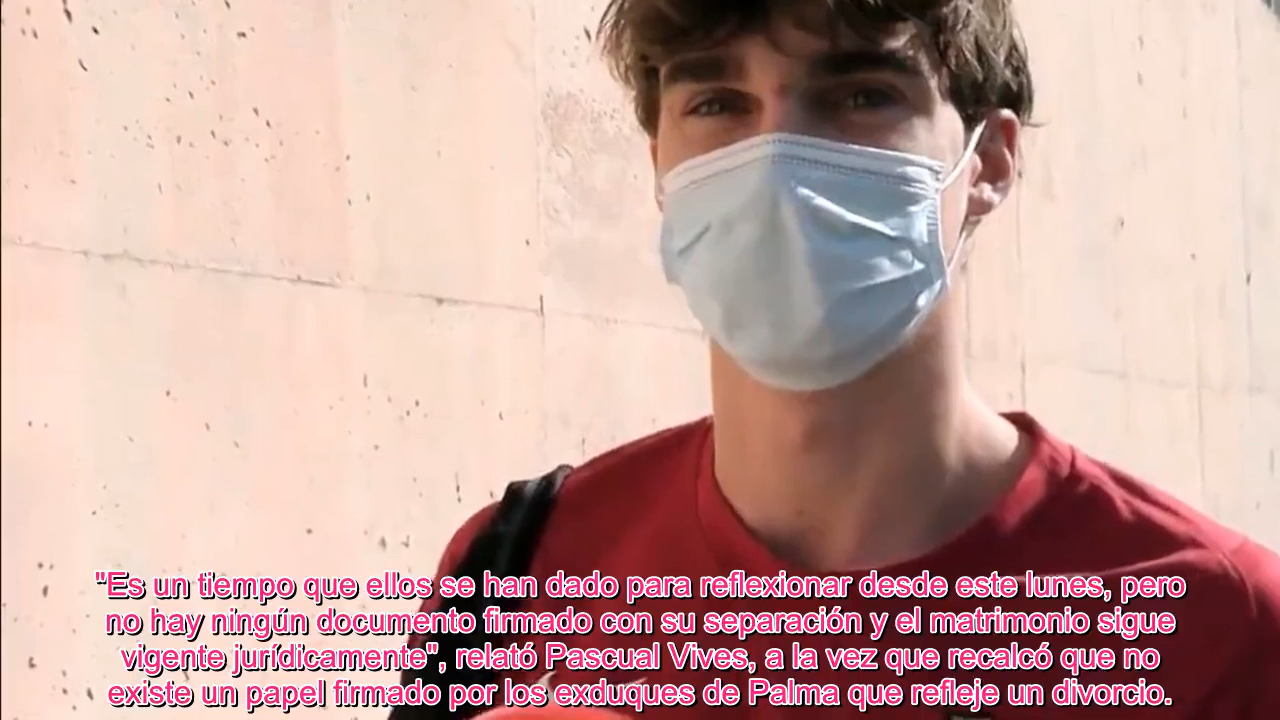 "Es un tiempo que ellos se han dado para reflexionar desde este lunes, pero
no hay ningún documento firmado con su separación y el matrimonio sigue
vigente jurídicamente", relató Pascual Vives, a la vez que recalcó que no
existe un papel firmado por los exduques de Palma que refleje un divorcio.